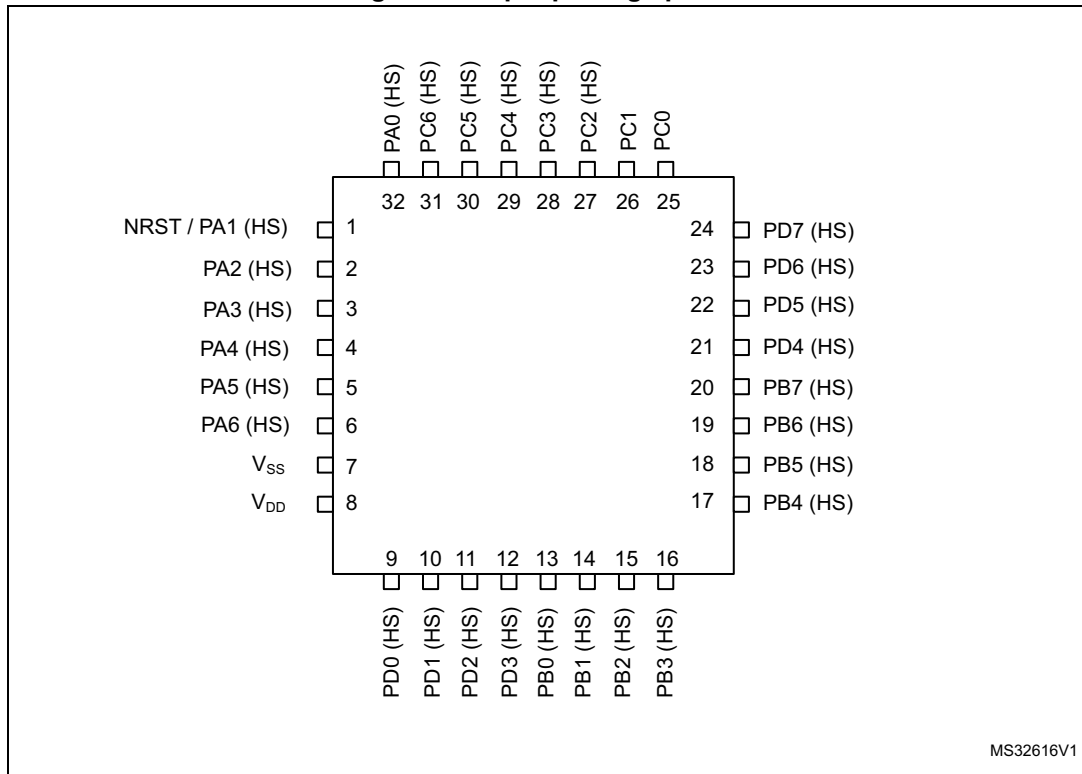 PA0 (HS)
PC6 (HS)
PC5 (HS)
PC4 (HS)
PC3 (HS)
PC2 (HS)
PC1
PC0
32 31 30 29 28 27 26 25
NRST / PA1 (HS) 1
PA2 (HS) 2
PA3 (HS) 3
PA4 (HS) 4
PA5 (HS) 5
PA6 (HS) 6
VSS 7
VDD 8
24 PD7 (HS)
23 PD6 (HS)
22 PD5 (HS)
21 PD4 (HS)
20 PB7 (HS)
19 PB6 (HS)
18 PB5 (HS)
17 PB4 (HS)
9 10 11 12 13 14 15 16
PD0 (HS)
PD1 (HS)
PD2 (HS)
PD3 (HS)
PB0 (HS)
PB1 (HS)
PB2 (HS)
PB3 (HS)
MS32616V1